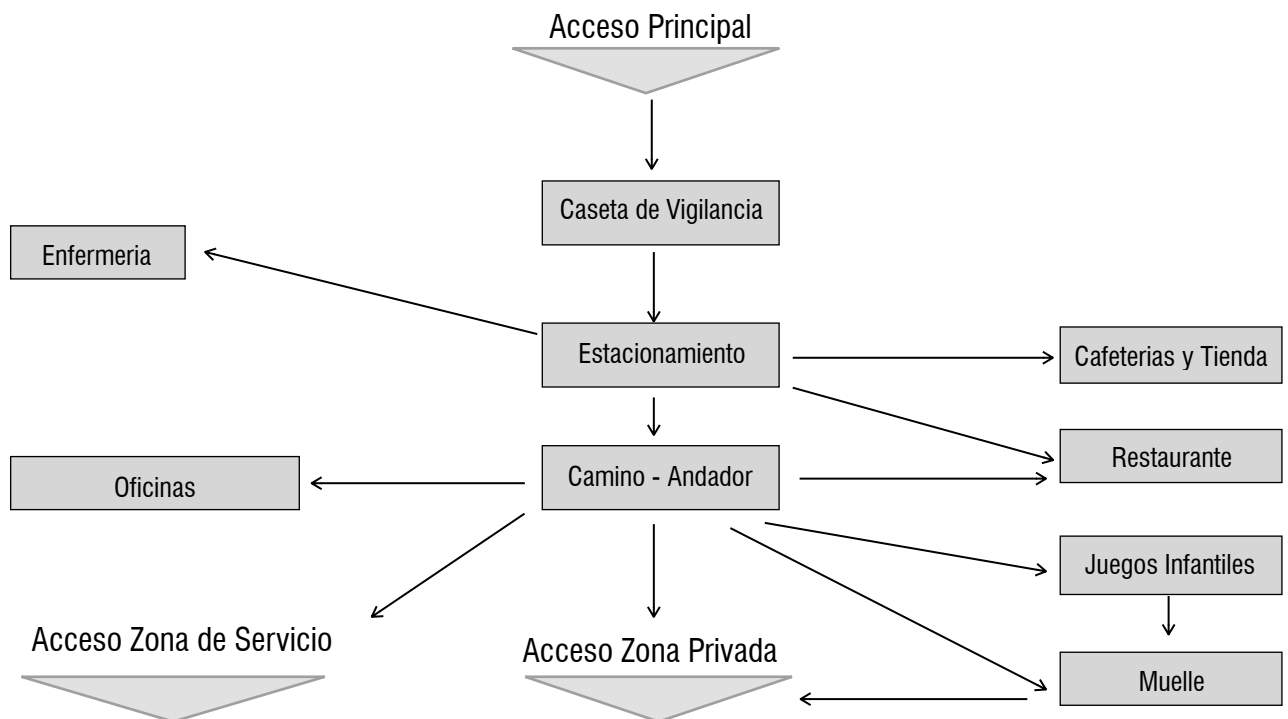 Acceso Principal
Caseta de Vigilancia
Enfermeria
Estacionamiento
Cafeterias y Tienda
Restaurante
Camino - Andador
Oficinas
Juegos Infantiles
Acceso Zona de Servicio
Acceso Zona Privada
Muelle